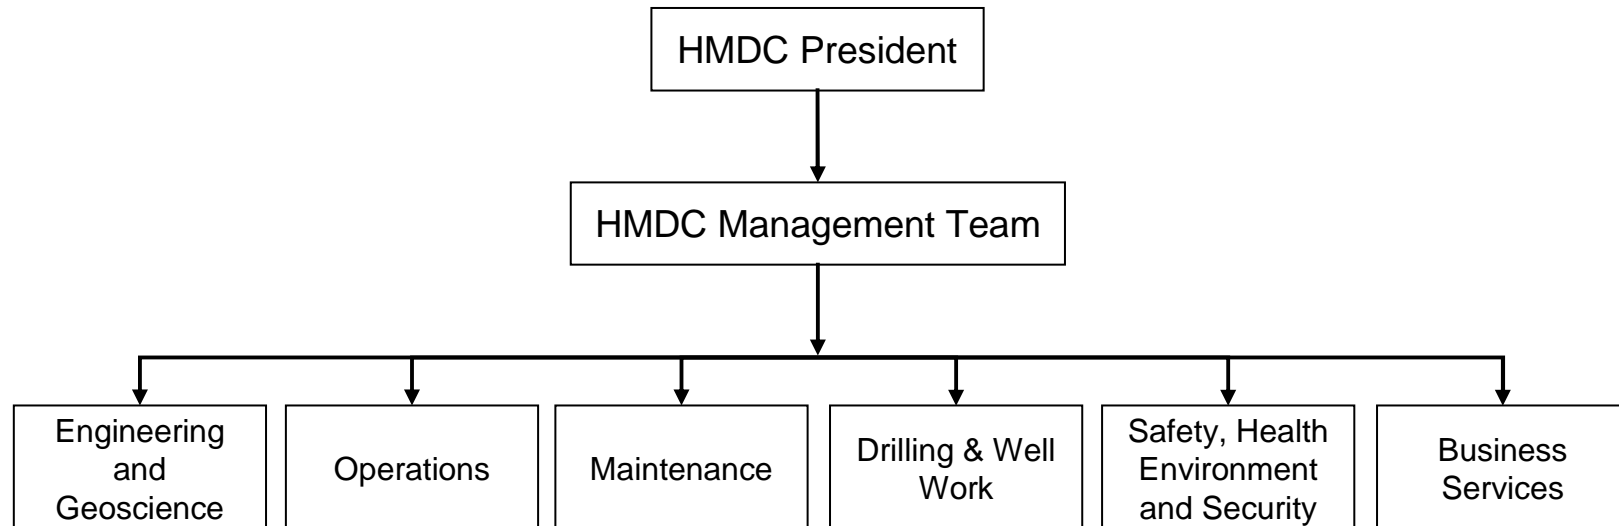 HMDC President
HMDC Management Team
Engineering
and
Geoscience
Operations
Maintenance
Drilling & Well
Work
Safety, Health
Environment
and Security
Business
Services